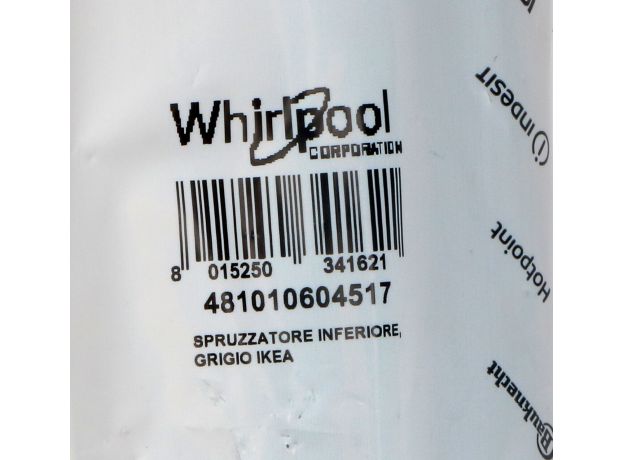 Whirlpool
CORPORATION
8 015250 341621
481010604517
SPRUZZATORE INFERIORE,
GRIGIO IKEA
INDESIT
Hotpoint
Bauknecht